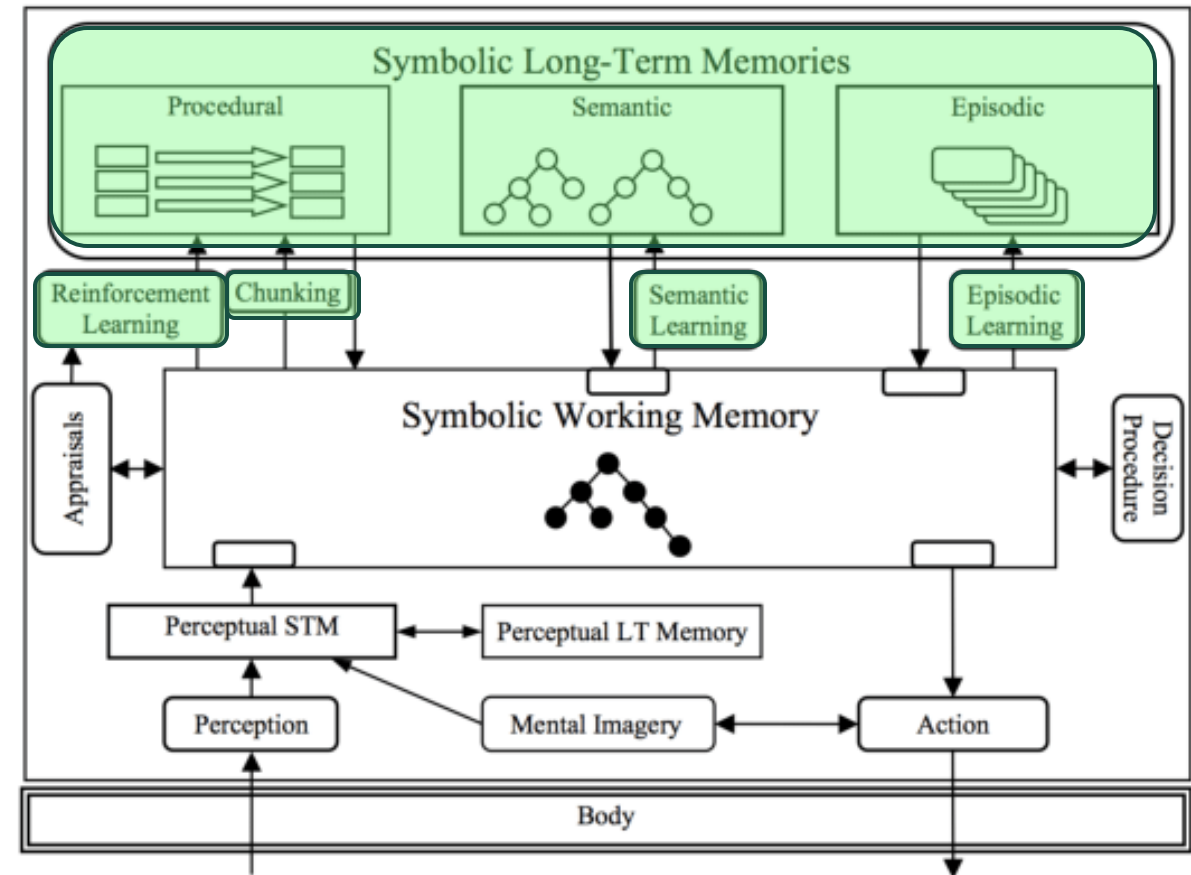 Symbolic Long-Term Memories
Procedural
Semantic
Episodic
Reinforcement
Learning
Chunking
Semantic
Learning
Episodic
Learning
Symbolic Working Memory
Appraisals
Decision
Procedure
Perceptual STM
Perceptual LT Memory
Perception
Mental Imagery
Action
Body